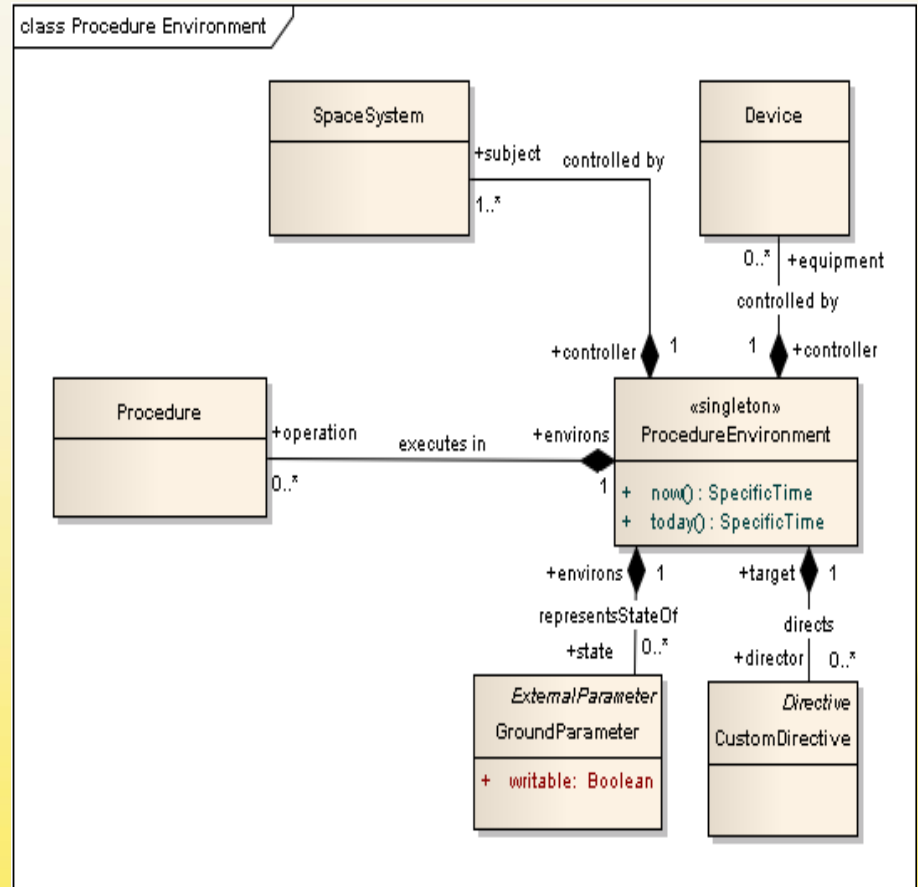 class Procedure Environment
SpaceSystem
Device
+subject
controlled by
1..*
0..*
+equipment
controlled by
+controller
1
1
+controller
Procedure
«singleton»
ProcedureEnvironment
+operation
executes in
+environs
0..*
1
+ now() : SpecificTime
+ today() : SpecificTime
+environs
1
+target
1
representsStateOf
directs
+state
0..*
+director
0..*
ExternalParameter
GroundParameter
+ writable: Boolean
Directive
CustomDirective